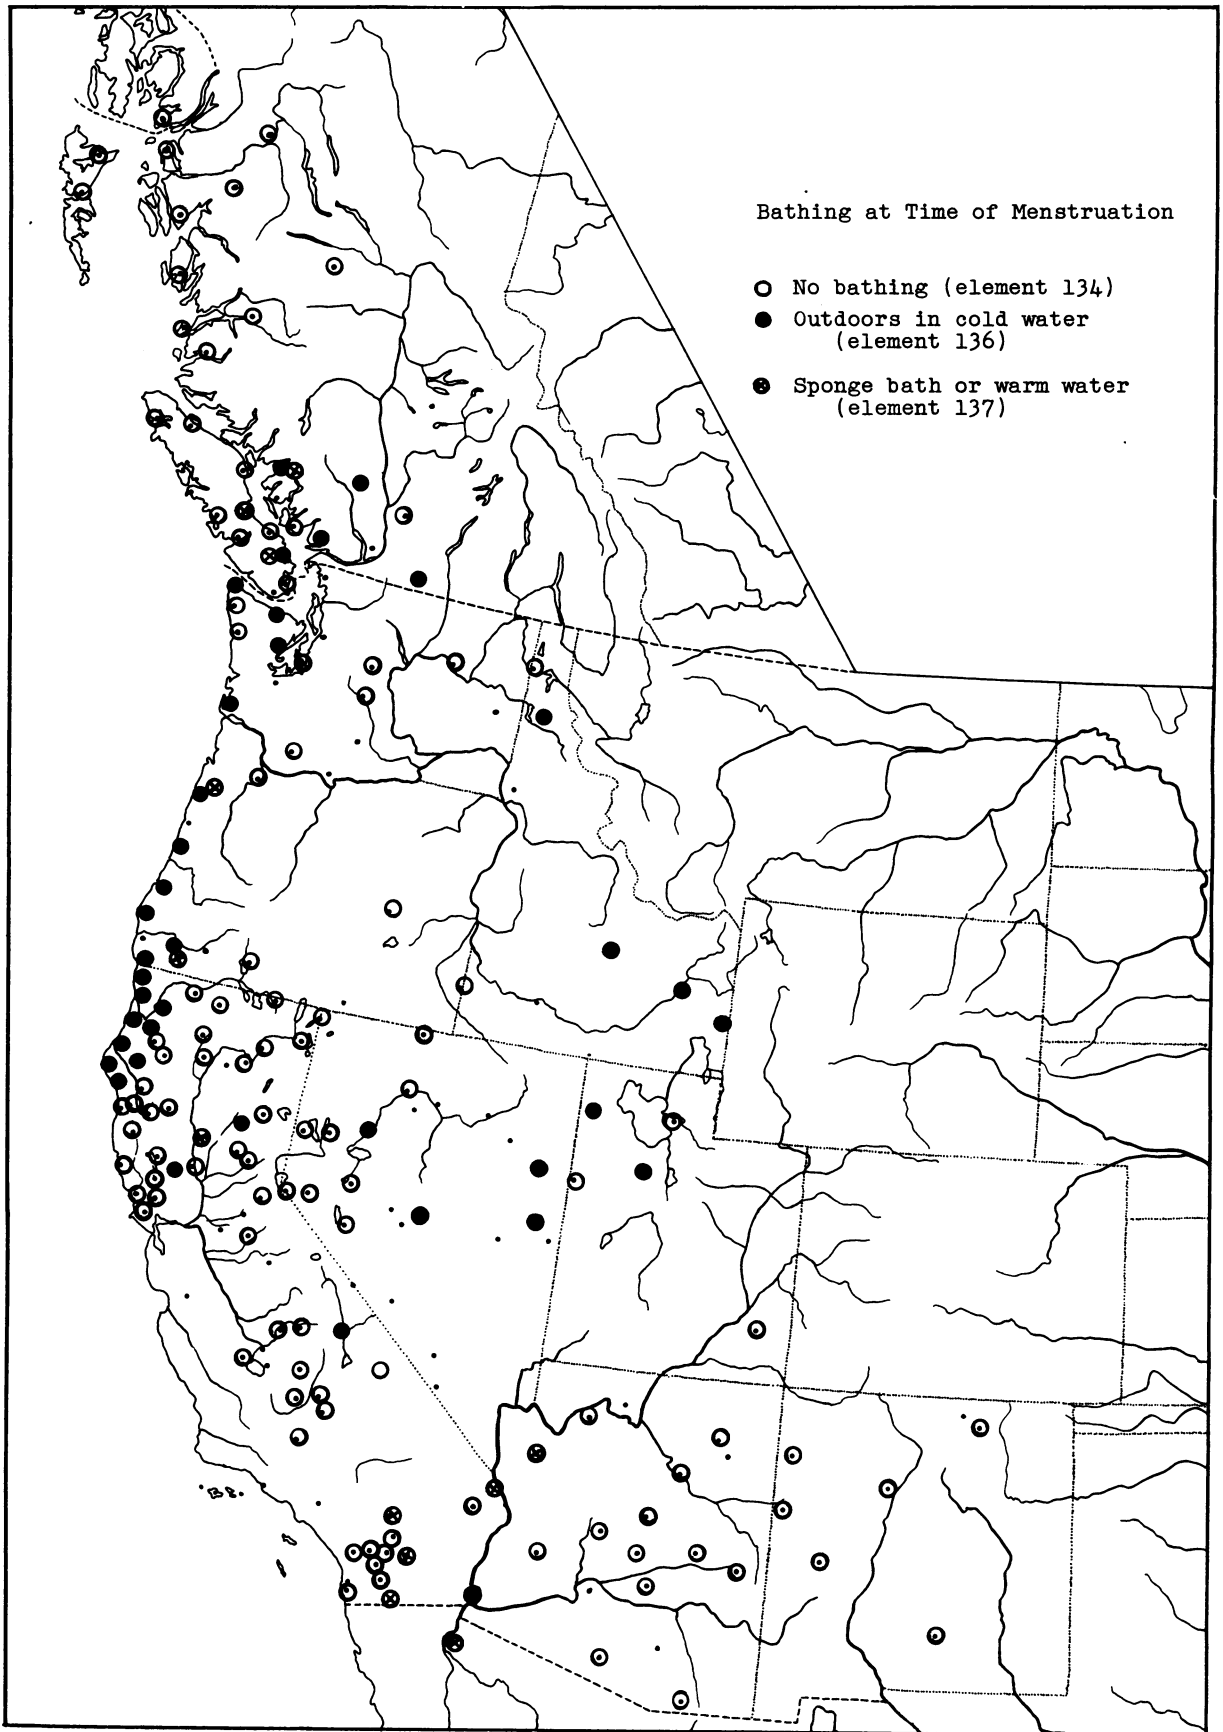 Bathing at Time of Menstruation
No bathing (element 134)
Outdoors in cold water
(element 136)
Sponge bath or warm water
(element 137)